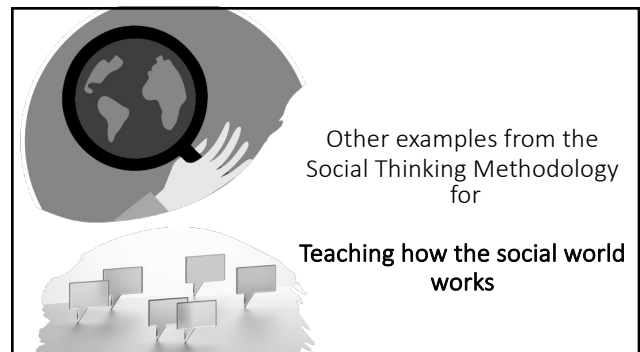 Other examples from the
Social Thinking Methodology
for
Teaching how the social world
works